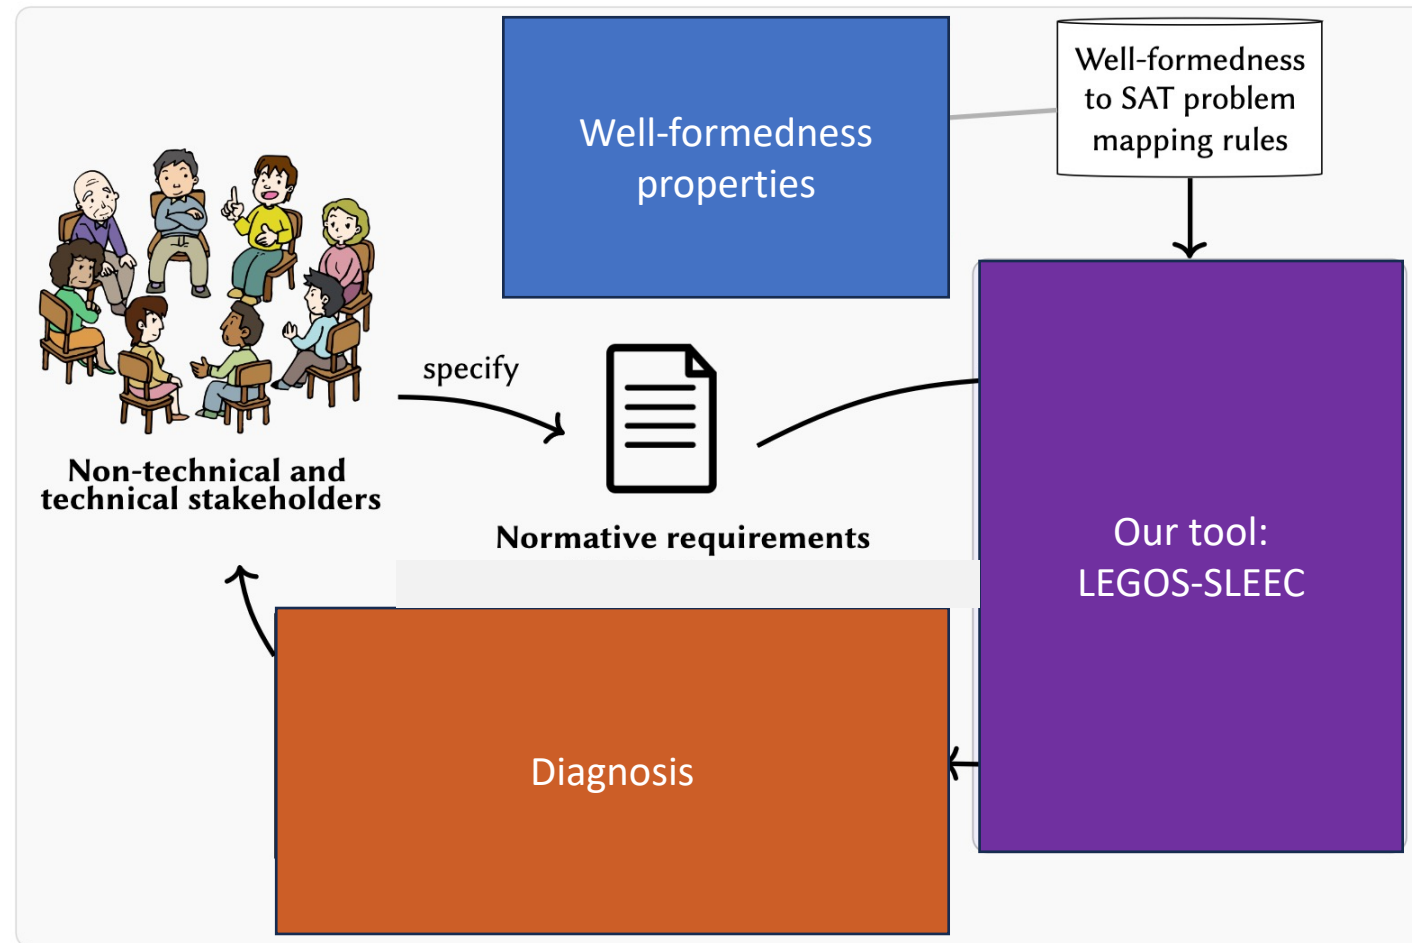 Well-formedness
properties
Well-formedness
to SAT problem
mapping rules
specify
Non-technical and
technical stakeholders
Normative requirements
Our tool:
LEGOS-SLEEC
Diagnosis